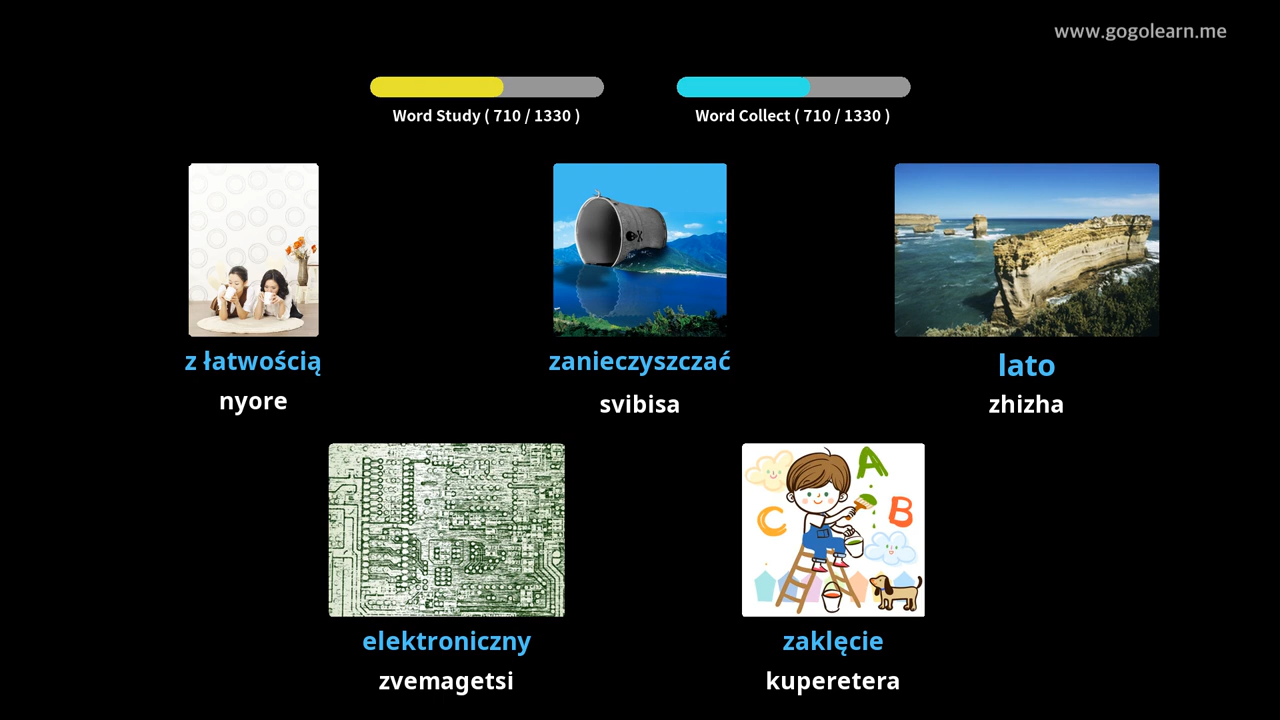 www.gogolearn.me
Word Study ( 710 / 1330 )
Word Collect ( 710 / 1330 )
z łatwością
nyore
zanieczyszczać
svibisa
lato
zhizha
A
B
C
elektroniczny
zvemagetsi
zaklęcie
kuperetera